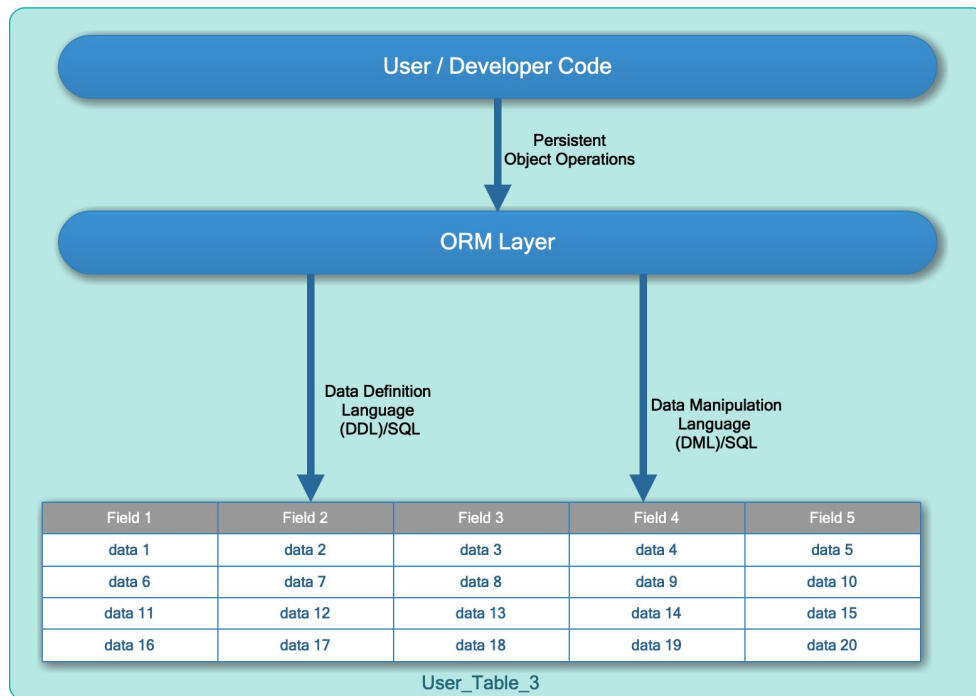 User / Developer Code
Persistent
Object Operations
ORM Layer
Data Definition
Language
(DDL)/SQL
Data Manipulation
Language
(DML)/SQL
Field 1 Field 2 Field 3 Field 4 Field 5
data 1 data 2 data 3 data 4 data 5
data 6 data 7 data 8 data 9 data 10
data 11 data 12 data 13 data 14 data 15
data 16 data 17 data 18 data 19 data 20
User_Table_3